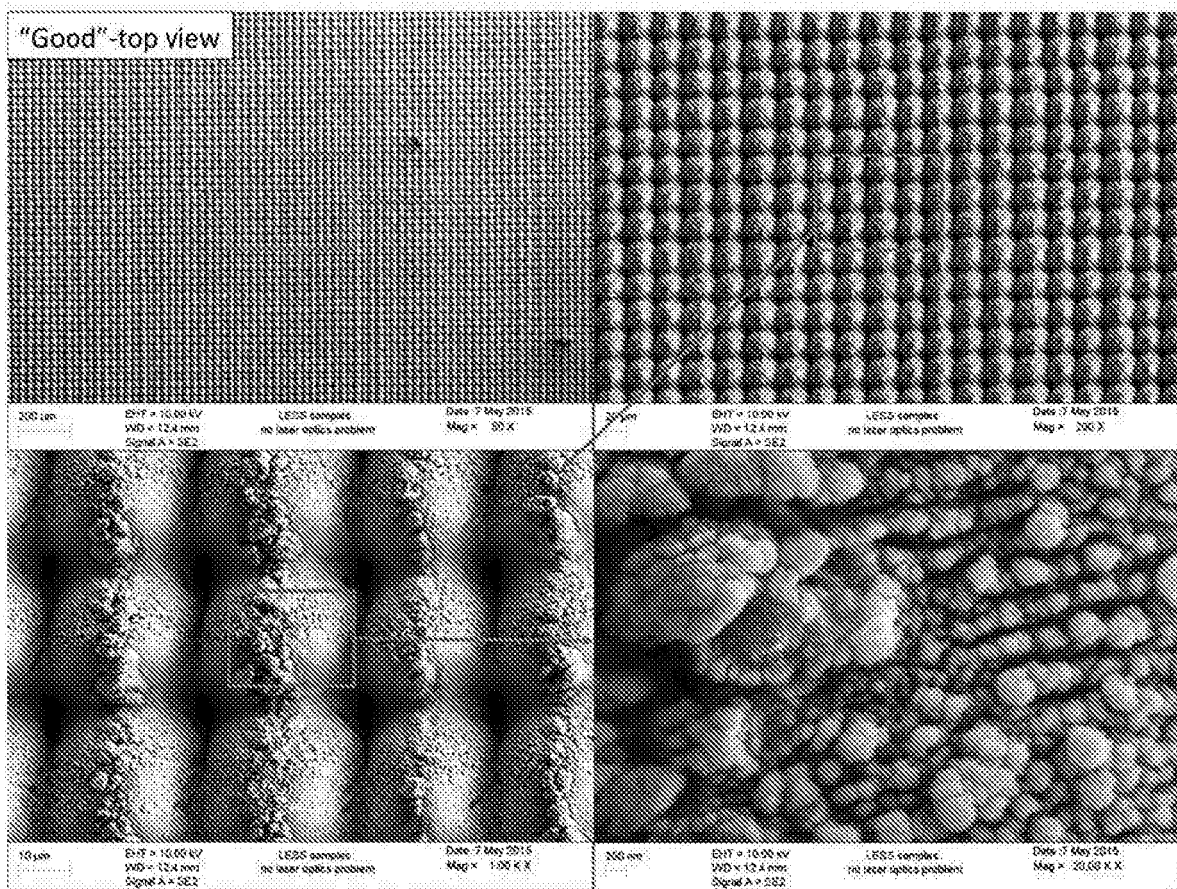 "Good"-top view
200 µm
EHT = 10.00 kV
WD = 12.4 mm
Signal A = SE2
LESS samples
no laser optics problem
Date :7 May 2015
Mag = 50 X
EHT = 10.00 kV
WD = 12.4 mm
Signal A = SE2
LESS samples
no laser optics problem
Date :7 May 2015
Mag = 200 X
10 µm
EHT = 10.00 kV
WD = 12.4 mm
Signal A = SE2
LESS samples
no laser optics problem
Date :7 May 2015
Mag = 1.00 K X
200 nm
EHT = 10.00 kV
WD = 12.4 mm
Signal A = SE2
LESS samples
no laser optics problem
Date :7 May 2015
Mag = 20.00 K X